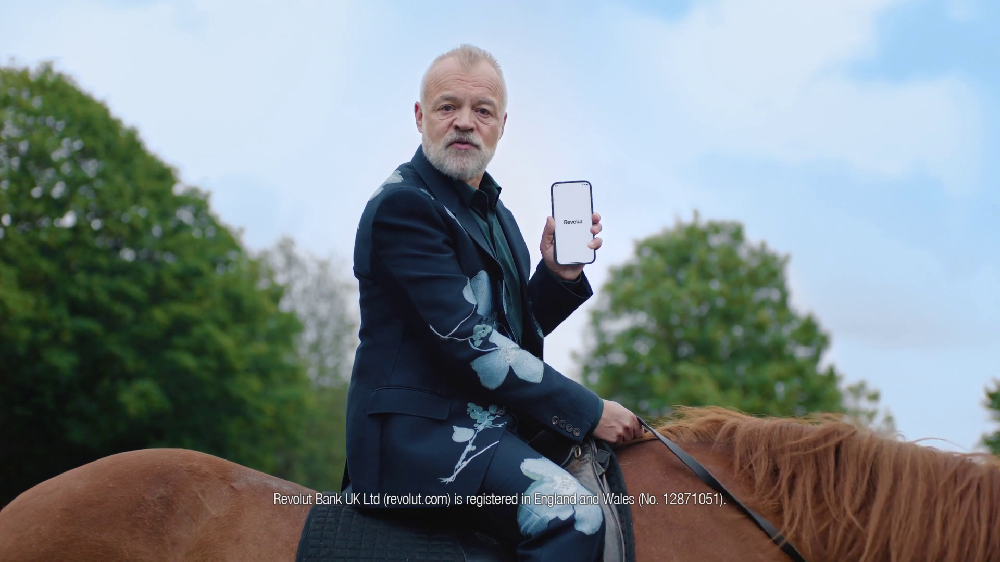 Revolut
Revolut Bank UK Ltd (revolut.com) is registered in England and Wales (No. 12871051).